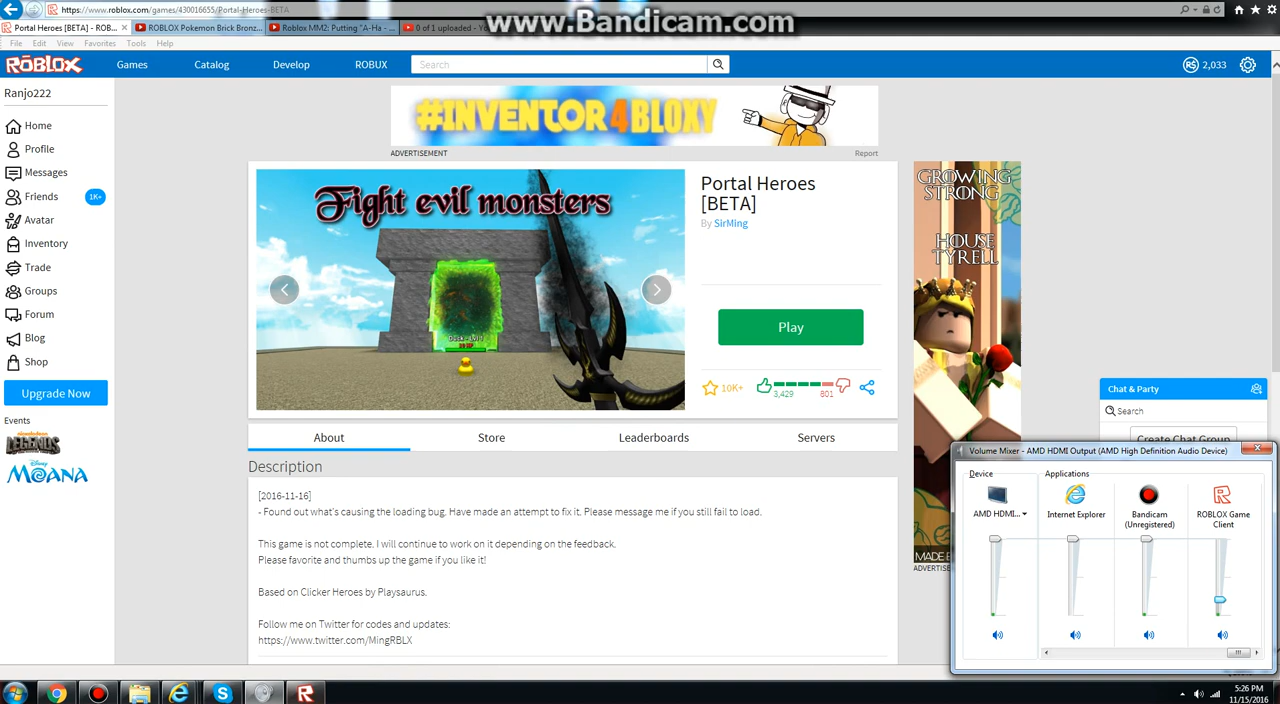 www.Bandicam.com
https://www.roblox.com/games/430016655/Portal-Heroes-BETA
Portal Heroes [BETA] - ROB...
ROBLOX Pokemon Brick Bronz...
Roblox MM2: Putting "A-Ha - ...
0 of 1 uploaded - Yo
File Edit View Favorites Tools Help
ROBLOX Games Catalog Develop ROBUX Search R$ 2,033
Ranjo222
Home
Profile
Messages
Friends 1K+
Avatar
Inventory
Trade
Groups
Forum
Blog
Shop
Upgrade Now
Events
nickelodeon
LEGENDS
Disney
MOANA
#INVENTOR4BLOXY
ADVERTISEMENT Report
Fight evil monsters
Portal Heroes
[BETA]
By SirMing
Play
10K+ 3,429 801
GROWING
STRONG
HOUSE
TYRELL
MADE B
ADVERTISE
About Store Leaderboards Servers
Description
[2016-11-16]
- Found out what's causing the loading bug. Have made an attempt to fix it. Please message me if you still fail to load.
This game is not complete. I will continue to work on it depending on the feedback.
Please favorite and thumbs up the game if you like it!
Based on Clicker Heroes by Playsaurus.
Follow me on Twitter for codes and updates:
https://www.twitter.com/MingRBLX
Chat & Party
Search
Create Chat Group
Volume Mixer - AMD HDMI Output (AMD High Definition Audio Device)
Device Applications
AMD HDMI...
Internet Explorer
Bandicam
(Unregistered)
ROBLOX Game
Client
5:26 PM
11/15/2016